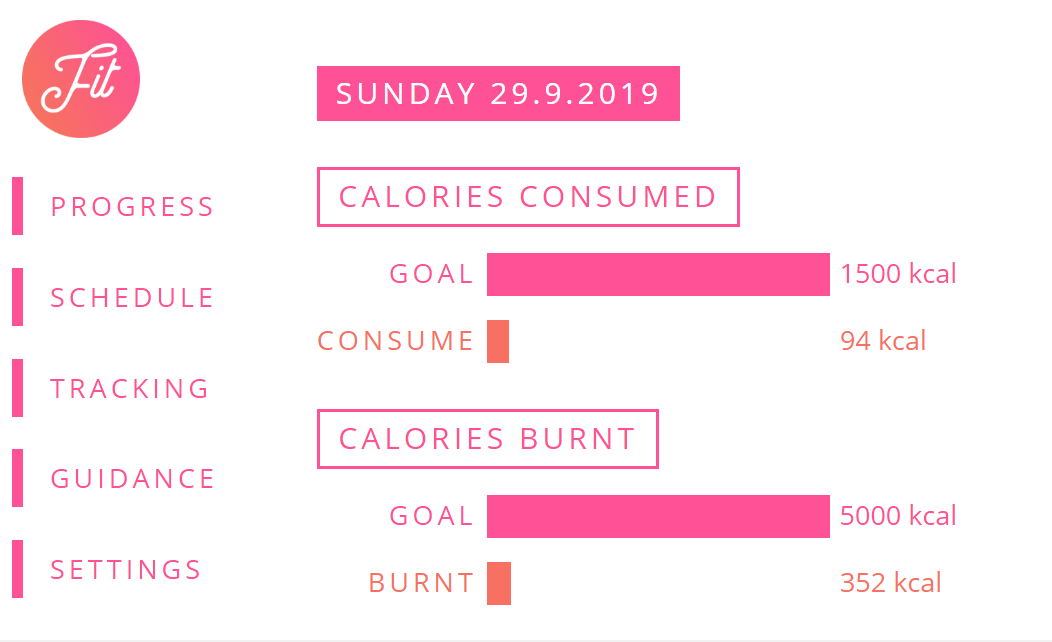 Fit
SUNDAY 29.9.2019
PROGRESS
SCHEDULE
TRACKING
GUIDANCE
SETTINGS
CALORIES CONSUMED
GOAL 1500 kcal
CONSUME 94 kcal
CALORIES BURNT
GOAL 5000 kcal
BURNT 352 kcal